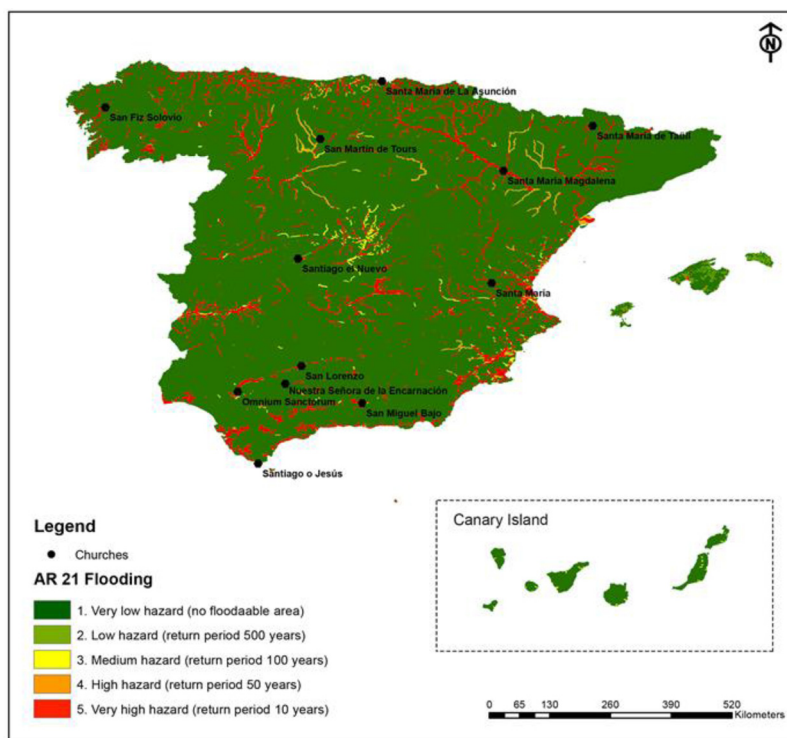 N
Santa María de La Asunción
San Fiz Solovio
Santa María de Taüll
San Martín de Tours
Santa María Magdalena
Santiago el Nuevo
Santa María
San Lorenzo
Nuestra Señora de la Encarnación
Omnium Sanctorum
San Miguel Bajo
Santiago o Jesús
Legend
Churches
AR 21 Flooding
1. Very low hazard (no floodaable area)
2. Low hazard (return period 500 years)
3. Medium hazard (return period 100 years)
4. High hazard (return period 50 years)
5. Very high hazard (return period 10 years)
Canary Island
0 65 130 260 390 520
Kilometers